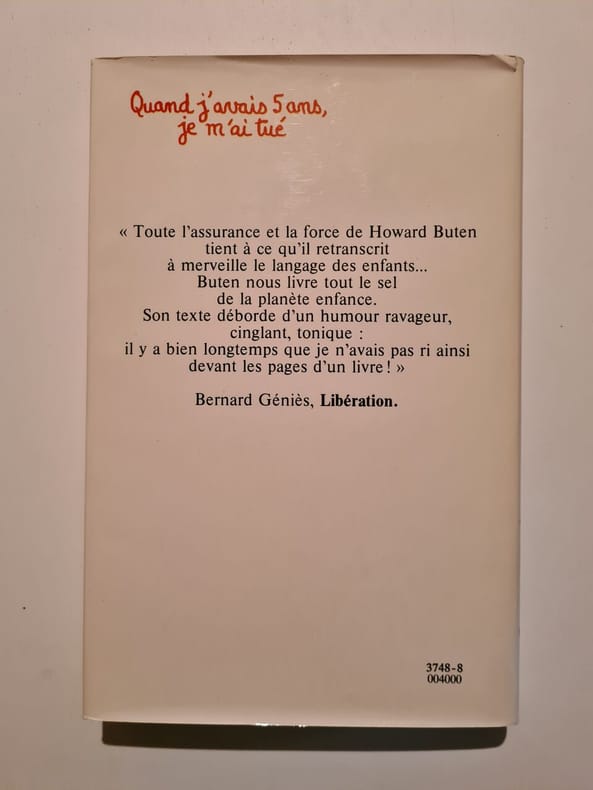 Quand j'avais 5 ans,
je m'ai tué
« Toute l'assurance et la force de Howard Buten
tient à ce qu'il retranscrit
à merveille le langage des enfants...
Buten nous livre tout le sel
de la planète enfance.
Son texte déborde d'un humour ravageur,
cinglant, tonique :
il y a bien longtemps que je n'avais pas ri ainsi
devant les pages d'un livre ! »
Bernard Géniès, Libération.
3748-8
004000